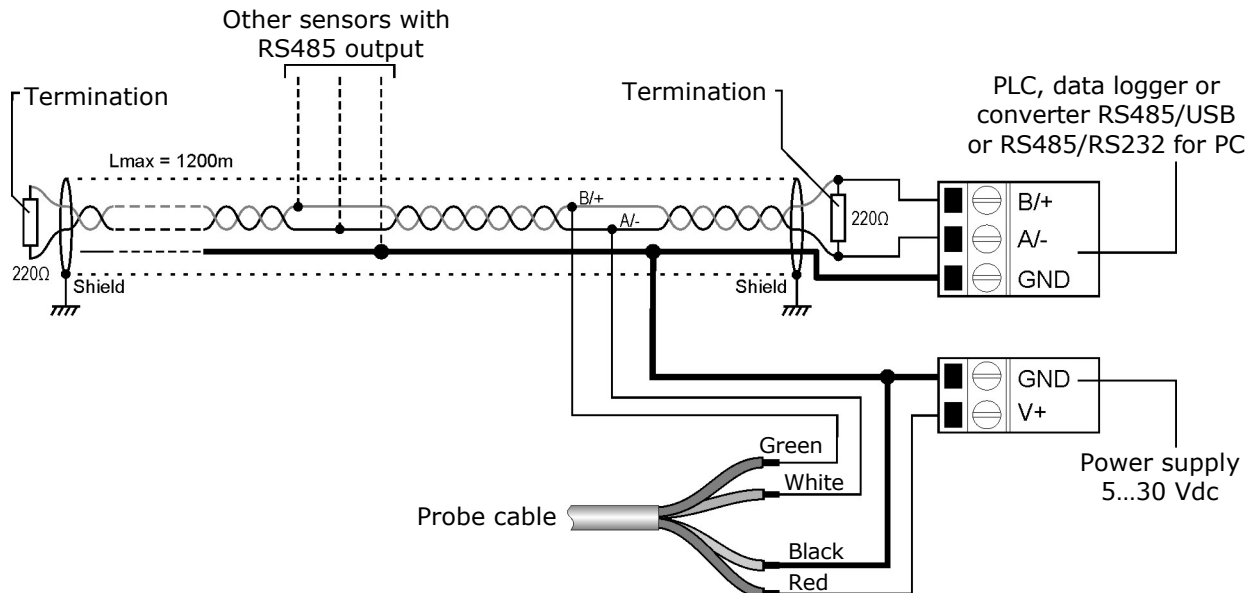 Other sensors with
RS485 output
Termination
Termination
PLC, data logger or
converter RS485/USB
or RS485/RS232 for PC
Lmax = 1200m
B/+
A/-
220Ω
220Ω
Shield
Shield
B/+
A/-
GND
GND
V+
Power supply
5...30 Vdc
Green
White
Probe cable
Black
Red